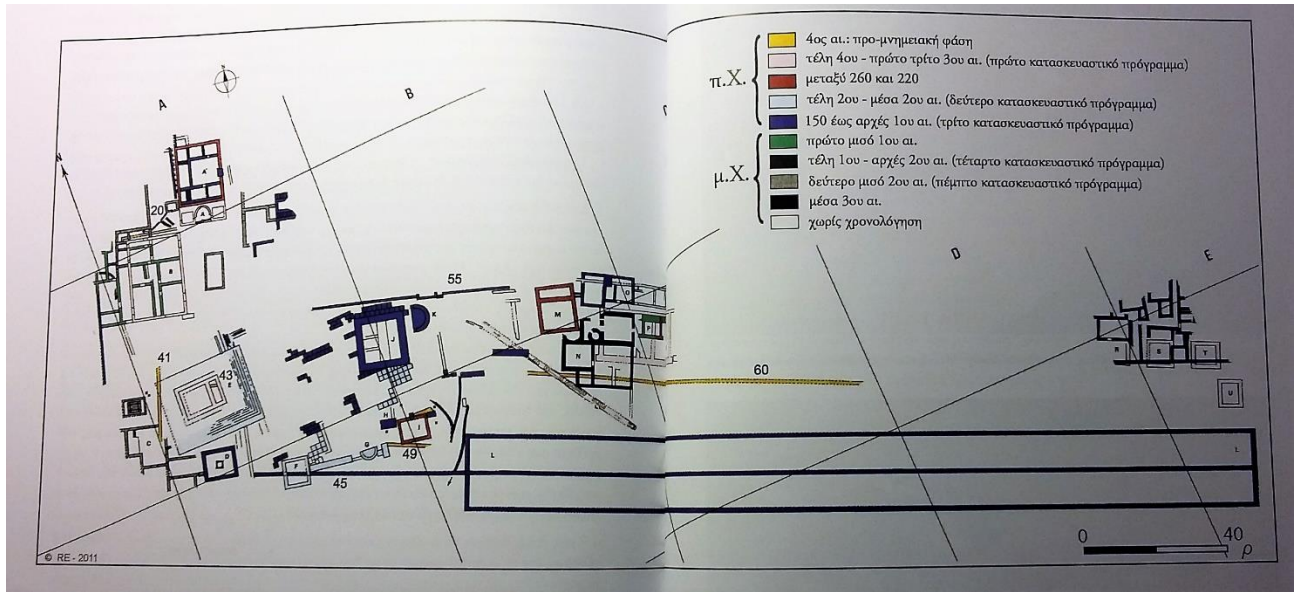 4ος αι.: προ-μνημειακή φάση
τέλη 4ου - πρώτο τρίτο 3ου αι. (πρώτο κατασκευαστικό πρόγραμμα)
π.Χ.
μεταξύ 260 και 220
τέλη 2ου - μέσα 2ου αι. (δεύτερο κατασκευαστικό πρόγραμμα)
150 έως αρχές 1ου αι. (τρίτο κατασκευαστικό πρόγραμμα)
πρώτο μισό 1ου αι.
μ.Χ.
τέλη 1ου - αρχές 2ου αι. (τέταρτο κατασκευαστικό πρόγραμμα)
δεύτερο μισό 2ου αι. (πέμπτο κατασκευαστικό πρόγραμμα)
μέσα 3ου αι.
χωρίς χρονολόγηση
A
B
D
E
N
20
55
K
J
M
O
P
N
41
43
E
60
R
S
T
U
C
D
F
G
H
I
49
45
L
L
0 40
ρ
© RE - 2011